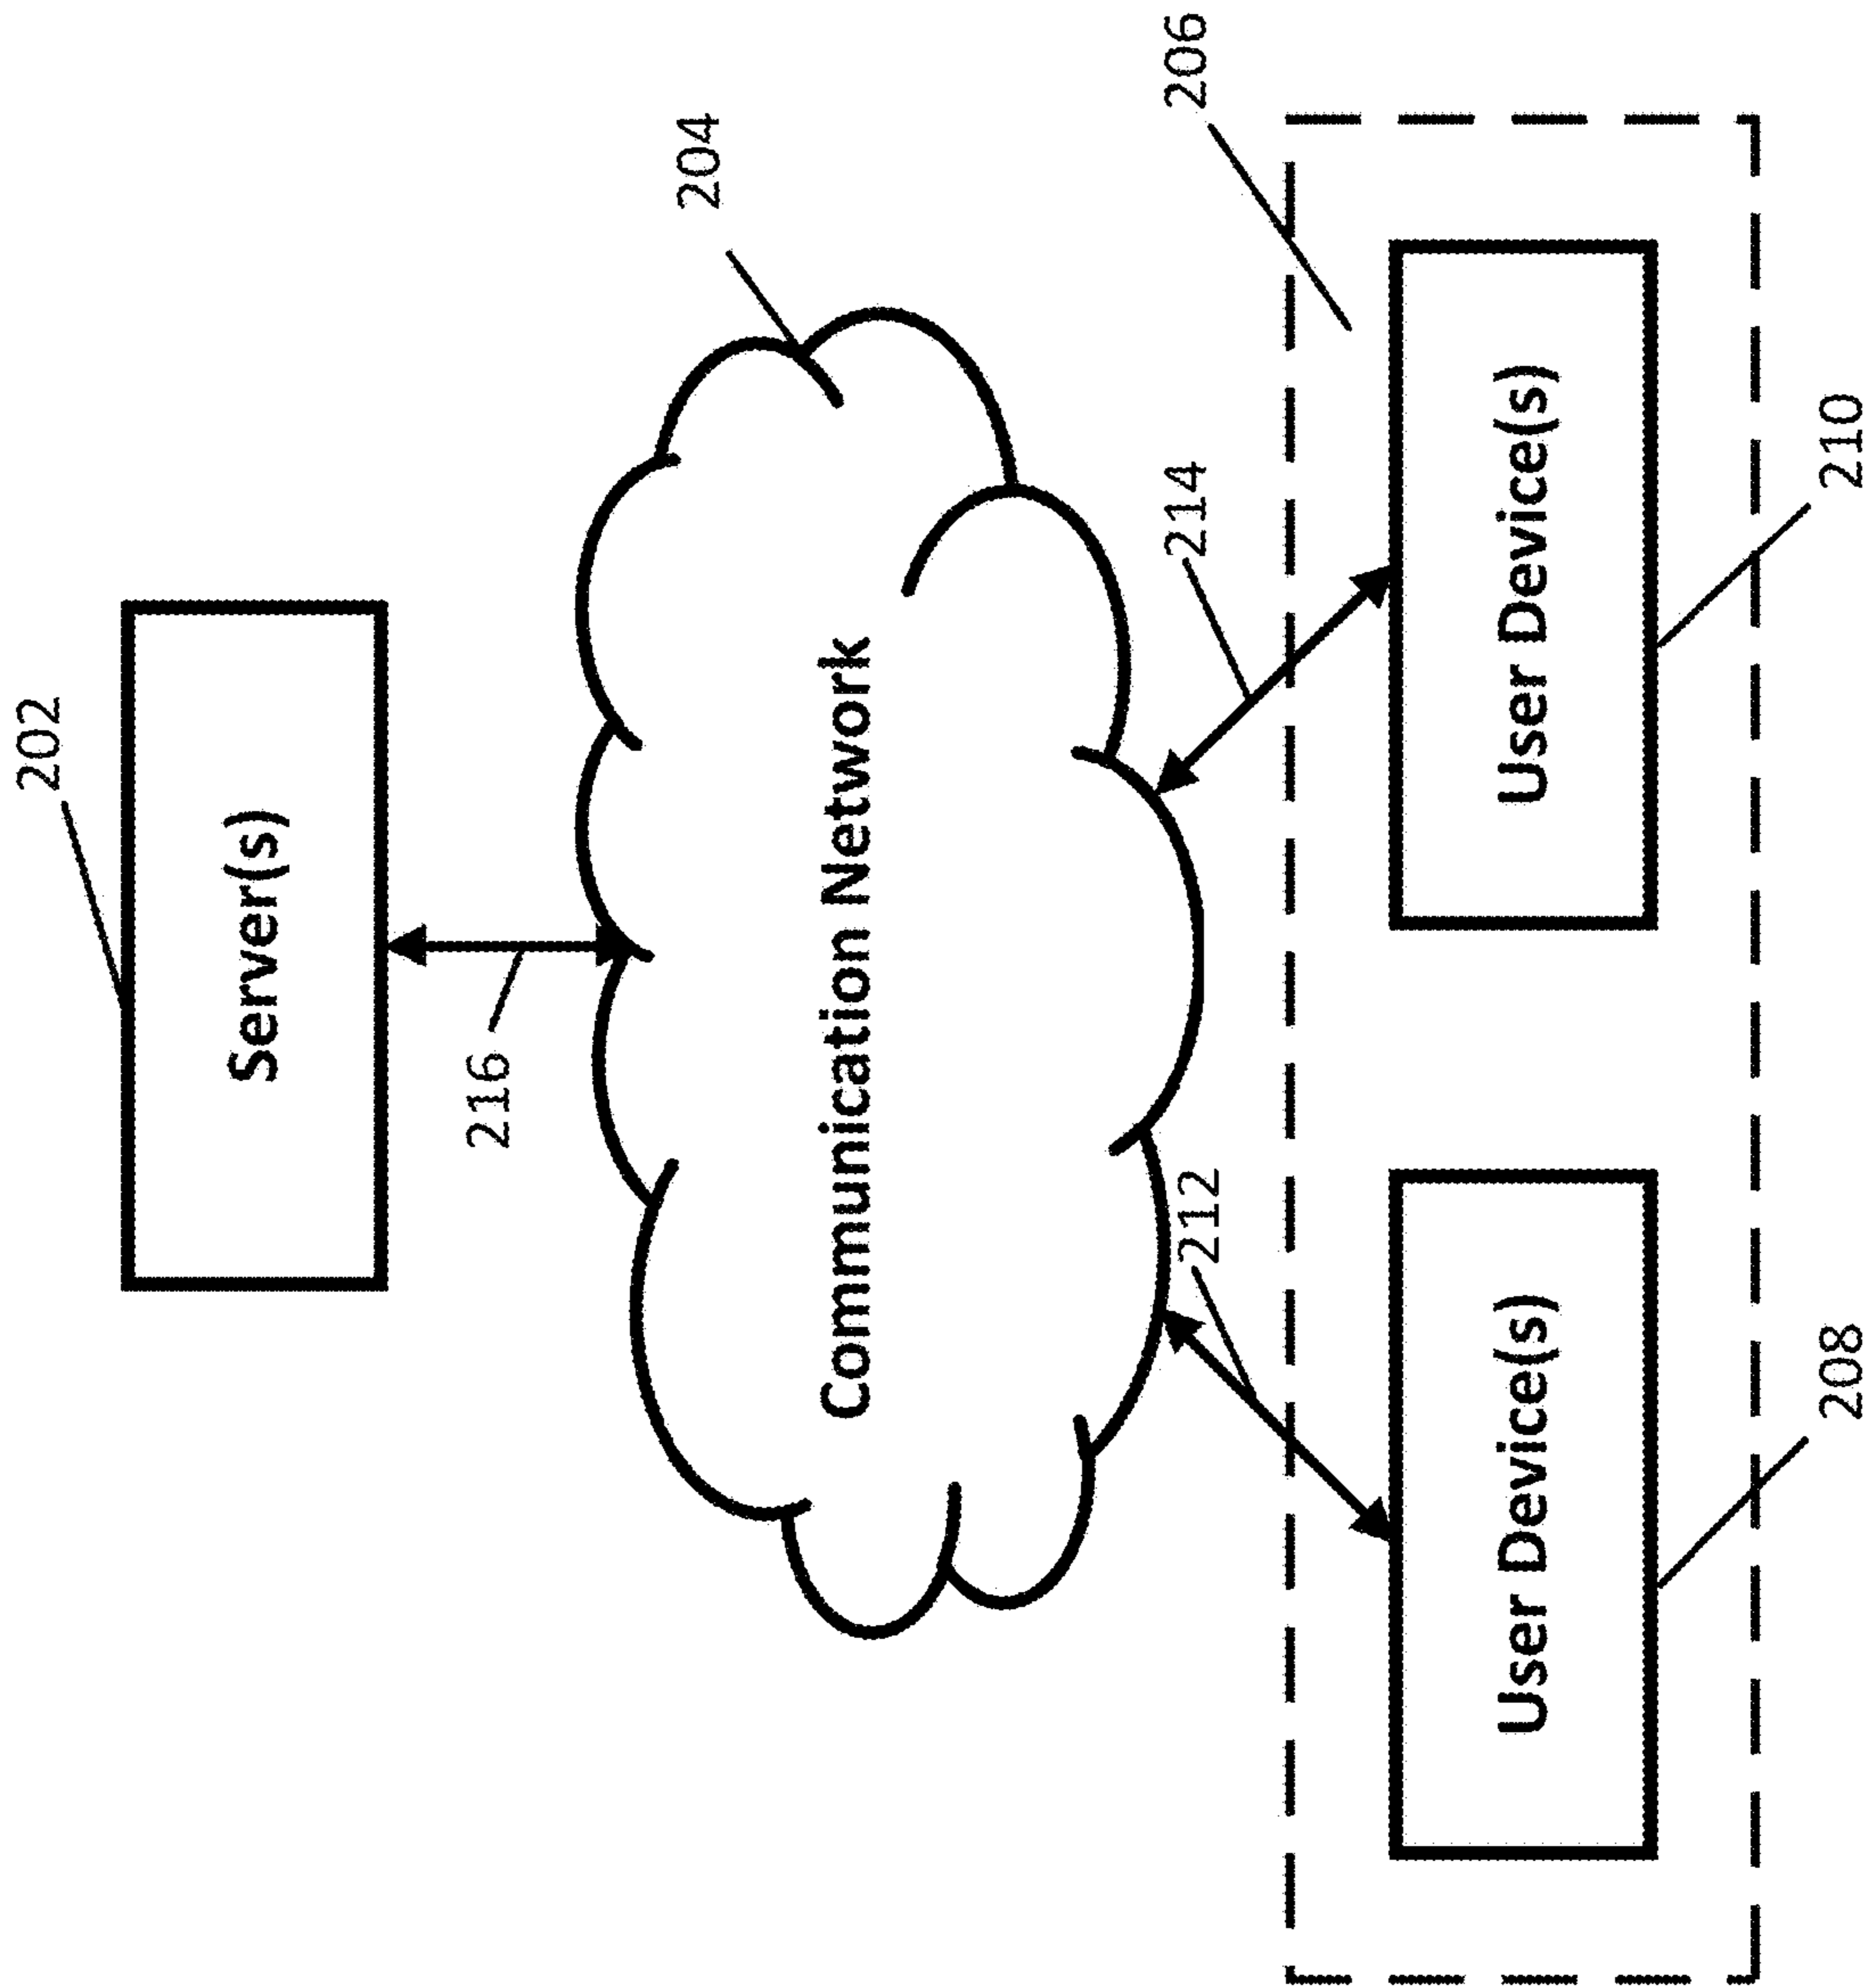 202
Server(s)
216
204
Communication Network
212
214
206
User Device(s)
User Device(s)
208
210